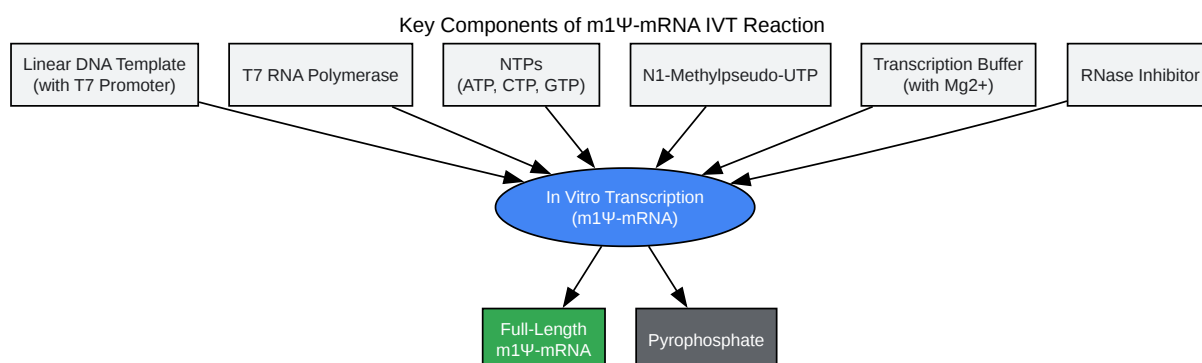 Key Components of m1Ψ-mRNA IVT Reaction
Linear DNA Template
(with T7 Promoter)
T7 RNA Polymerase
NTPs
(ATP, CTP, GTP)
N1-Methylpseudo-UTP
Transcription Buffer
(with Mg2+)
RNase Inhibitor
In Vitro Transcription
(m1Ψ-mRNA)
Full-Length
m1Ψ-mRNA
Pyrophosphate